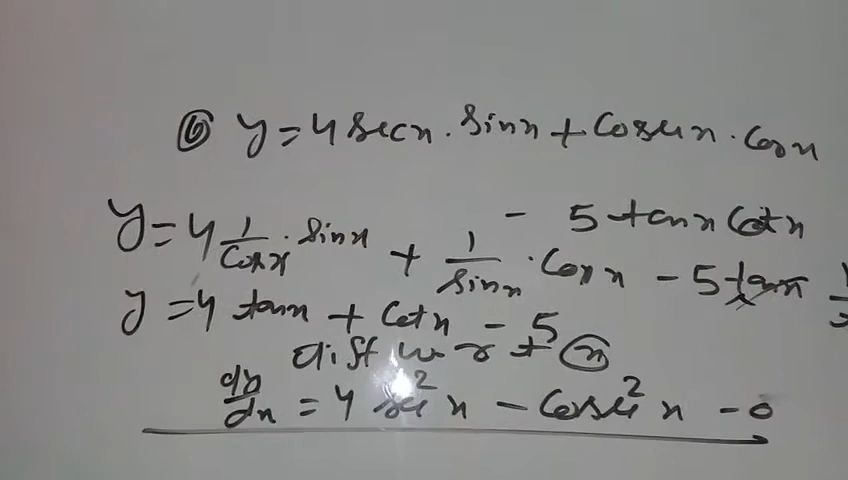 ⑥ y = 4 secx . sinx + cosecx . cosx
- 5 tanx cotx
y = 4 1/cosx . sinx + 1/sinx . cosx - 5 tanx
y = 4 tanx + cotx - 5
diff w r t x
dy/dx = 4 sec²x - cosec²x - 0